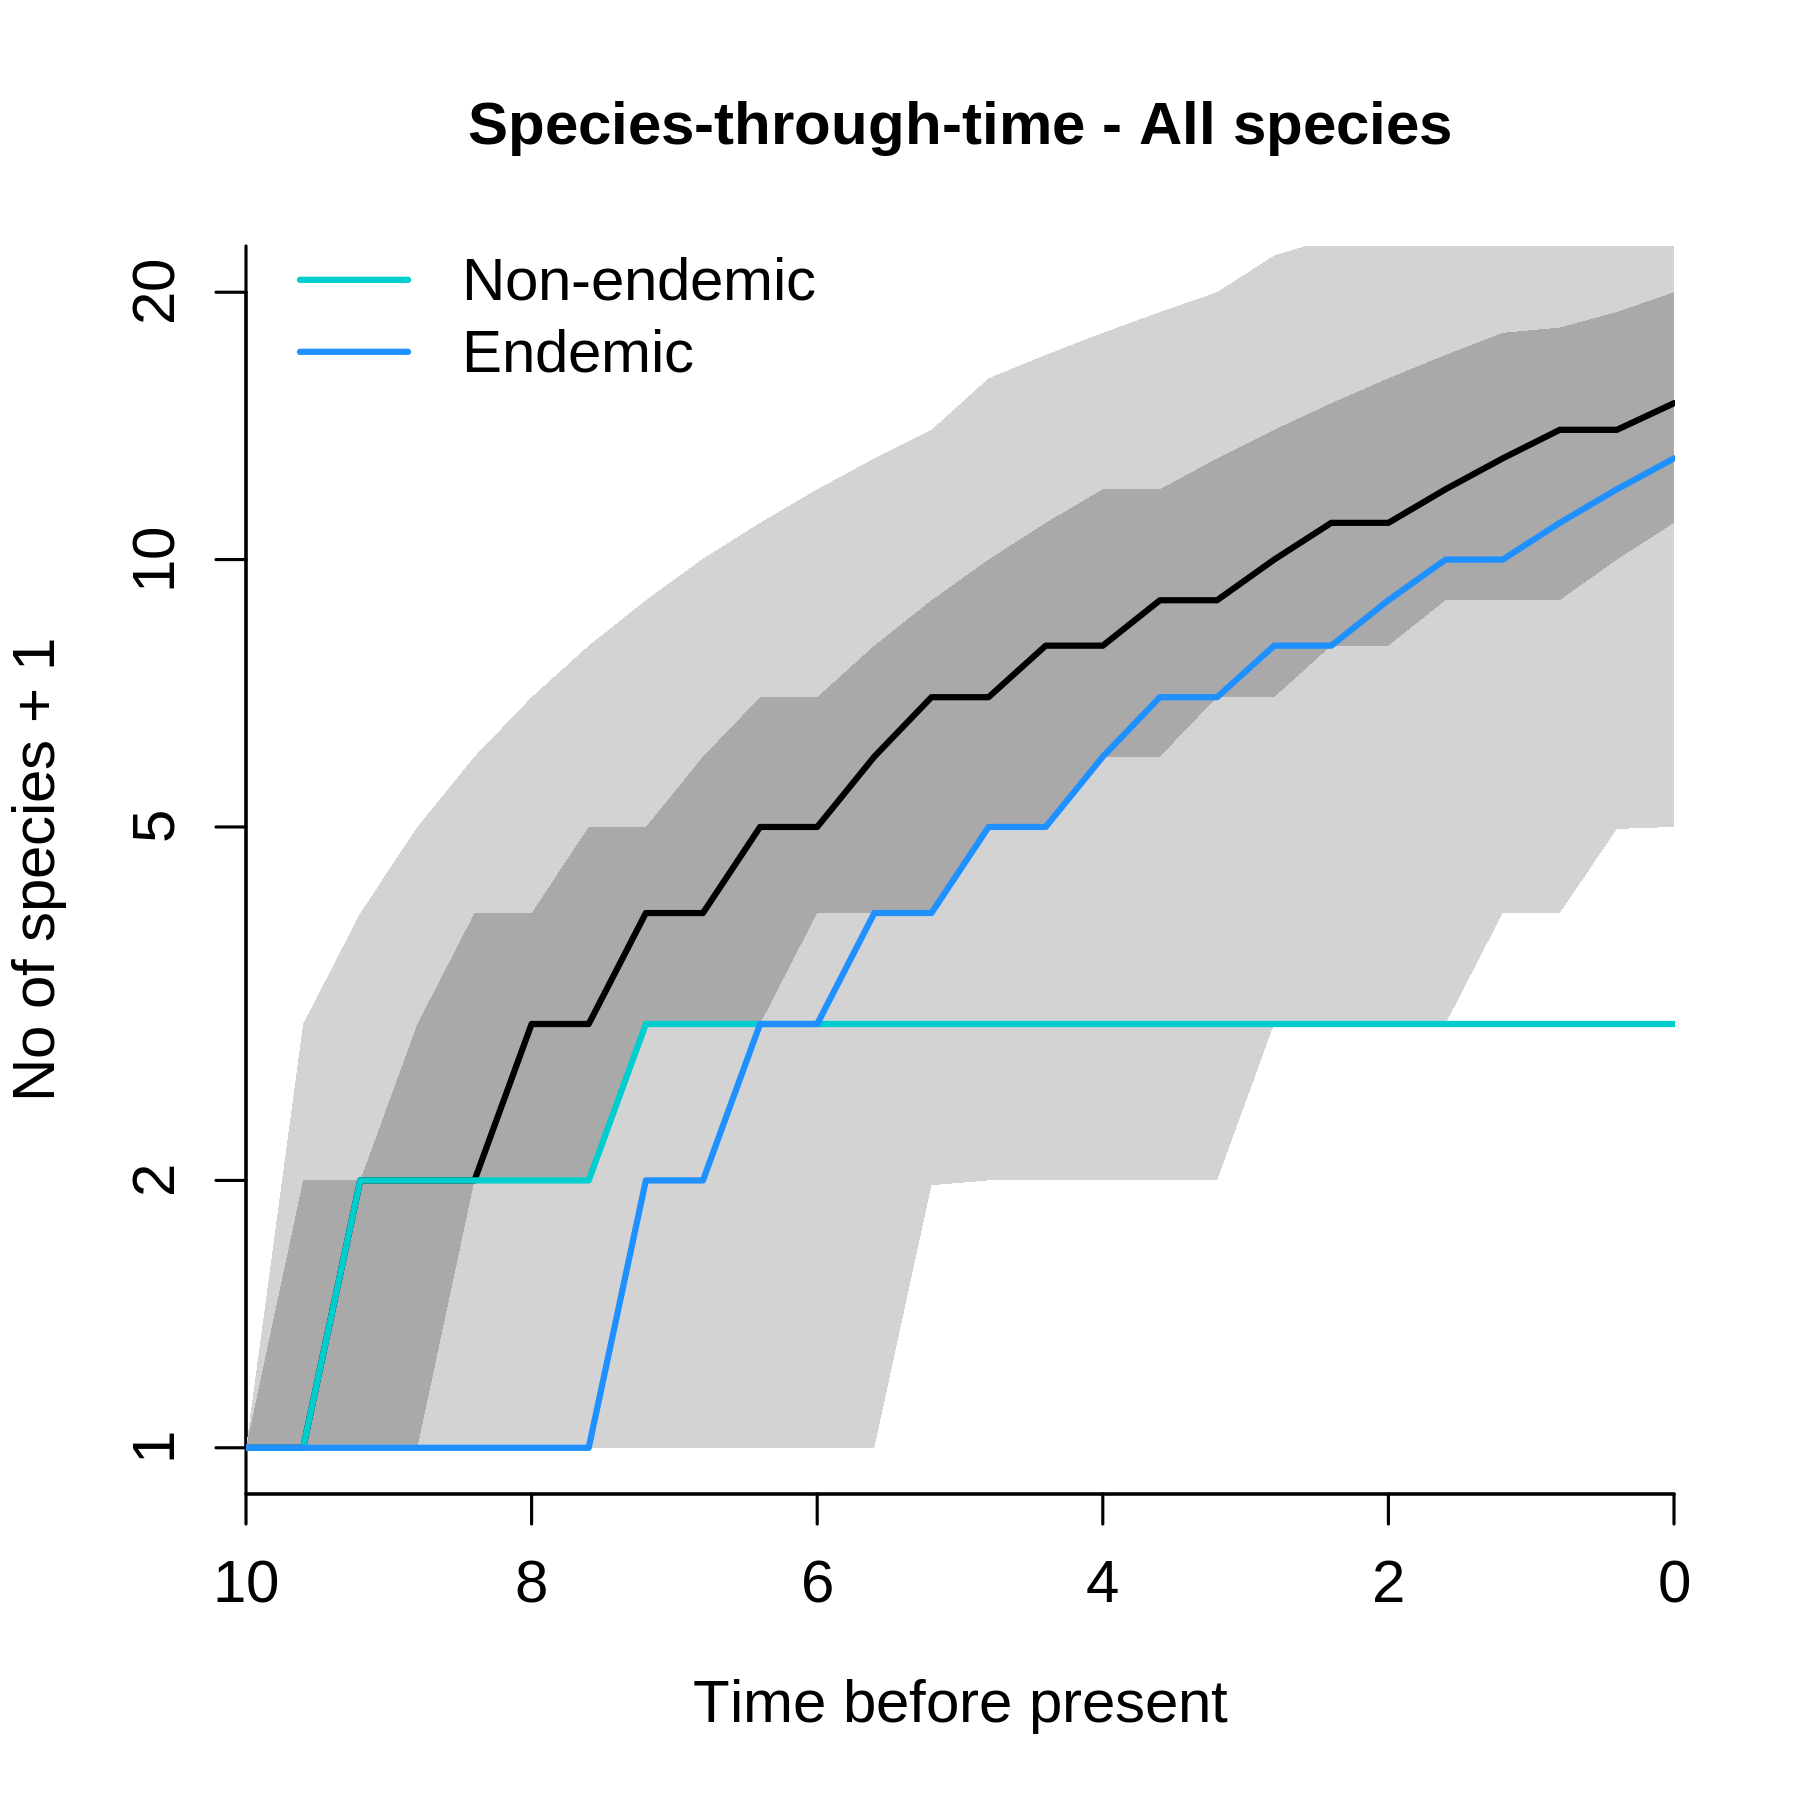 Species-through-time - All species
Non-endemic
Endemic
No of species + 1
20
10
5
2
1
10 8 6 4 2 0
Time before present